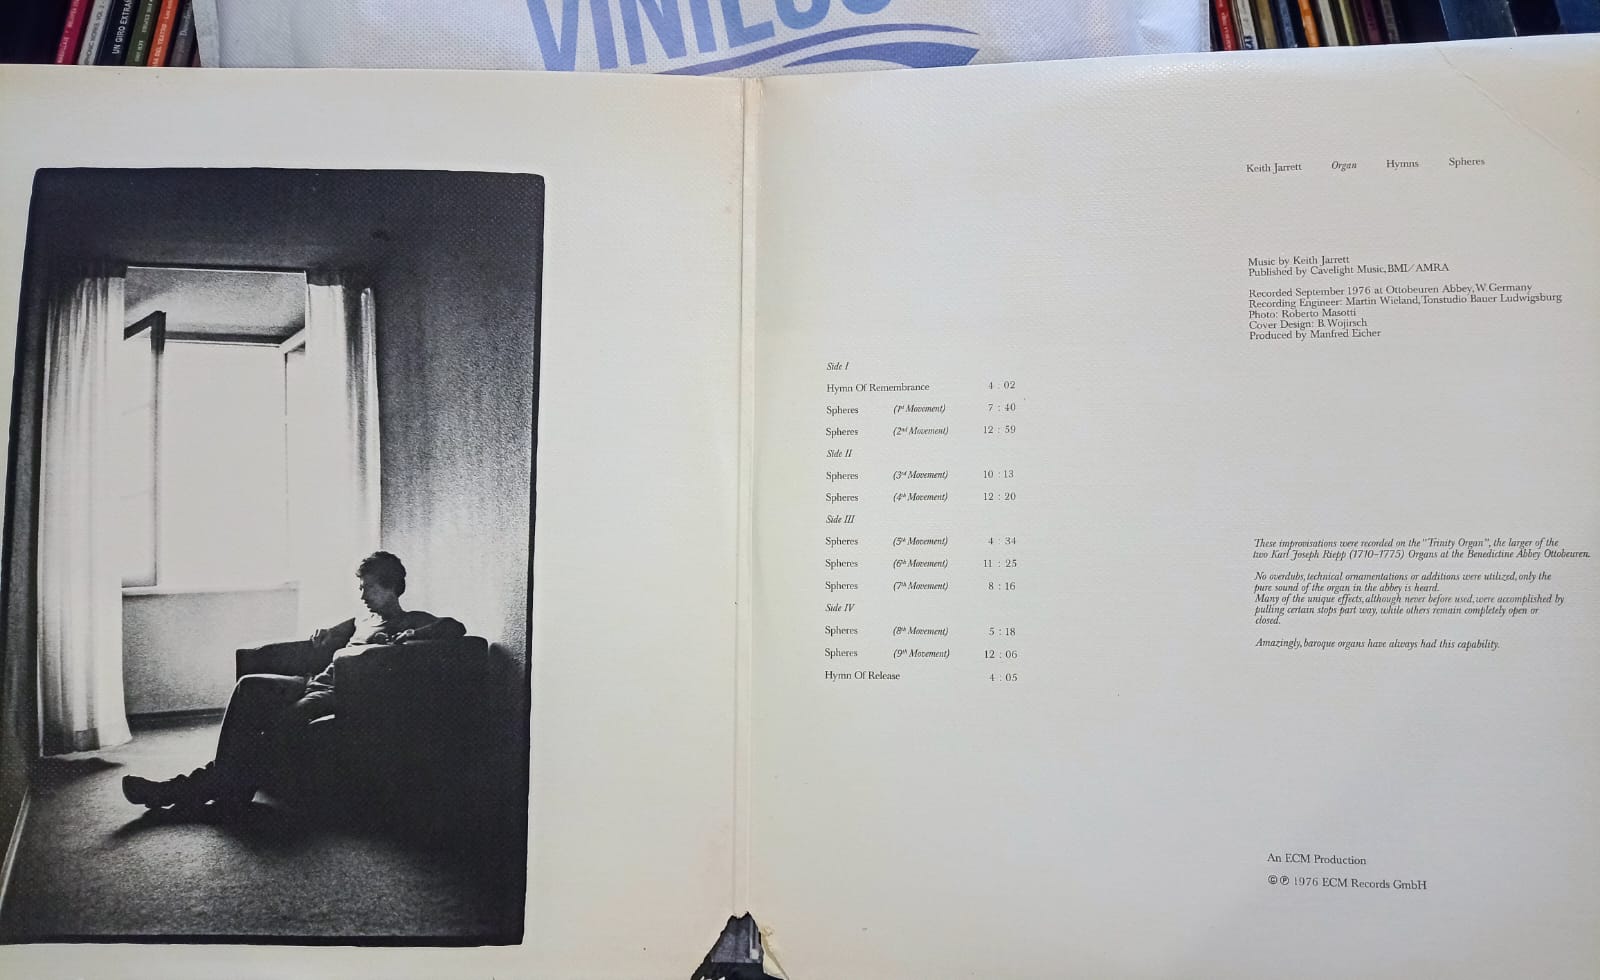 VINILOS
UN GIRO EXTRA
Keith Jarrett Organ Hymns Spheres
Music by Keith Jarrett
Published by Cavelight Music, BMI/AMRA
Recorded September 1976 at Ottobeuren Abbey, W. Germany
Recording Engineer: Martin Wieland, Tonstudio Bauer Ludwigsburg
Photo: Roberto Masotti
Cover Design: B. Wojirsch
Produced by Manfred Eicher
Side I
Hymn Of Remembrance 4 : 02
Spheres (1st Movement) 7 : 40
Spheres (2nd Movement) 12 : 59
Side II
Spheres (3rd Movement) 10 : 13
Spheres (4th Movement) 12 : 20
Side III
Spheres (5th Movement) 4 : 34
Spheres (6th Movement) 11 : 25
Spheres (7th Movement) 8 : 16
Side IV
Spheres (8th Movement) 5 : 18
Spheres (9th Movement) 12 : 06
Hymn Of Release 4 : 05
These improvisations were recorded on the "Trinity Organ", the larger of the
two Karl Joseph Riepp (1710–1775) Organs at the Benedictine Abbey Ottobeuren.
No overdubs, technical ornamentations or additions were utilized, only the
pure sound of the organ in the abbey is heard.
Many of the unique effects, although never before used, were accomplished by
pulling certain stops part way, while others remain completely open or
closed.
Amazingly, baroque organs have always had this capability.
An ECM Production
©℗ 1976 ECM Records GmbH